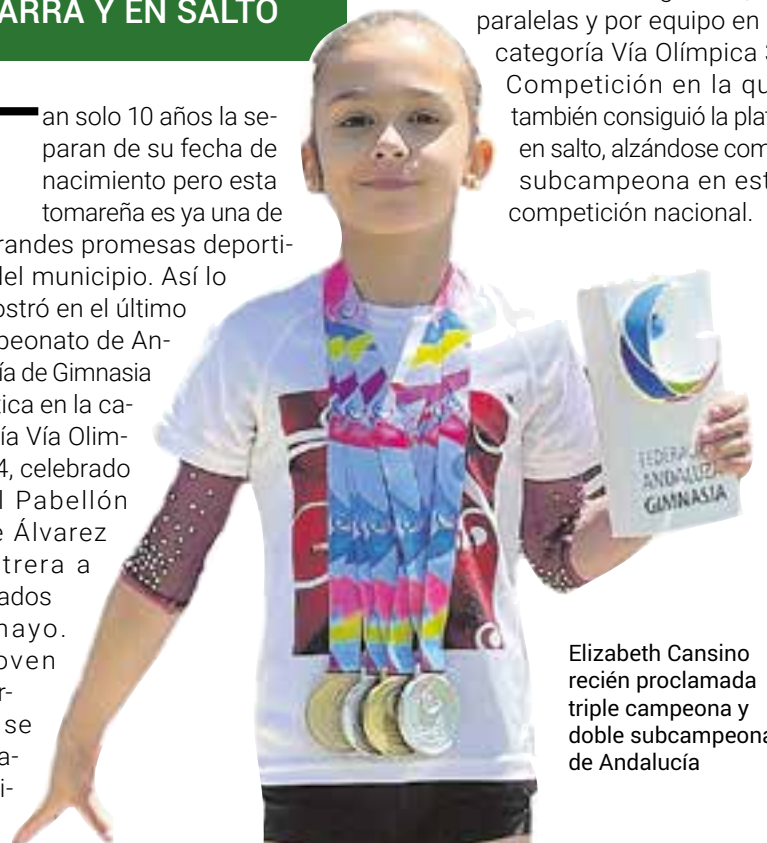 ARRA Y EN SALTO
an solo 10 años la se-
paran de su fecha de
nacimiento pero esta
tomareña es ya una de
randes promesas deporti-
del municipio. Así lo
ostró en el último
peonato de An-
ía de Gimnasia
tica en la ca-
ía Vía Olim-
4, celebrado
l Pabellón
e Álvarez
trera a
ados
mayo.
oven
r-
se
a-
i-
paralelas y por equipo en
categoría Vía Olímpica 3
Competición en la qu
también consiguió la plat
en salto, alzándose com
subcampeona en est
competición nacional.
FEDERACIÓN
ANDALUZA
GIMNASIA
Elizabeth Cansino
recién proclamada
triple campeona y
doble subcampeona
de Andalucía